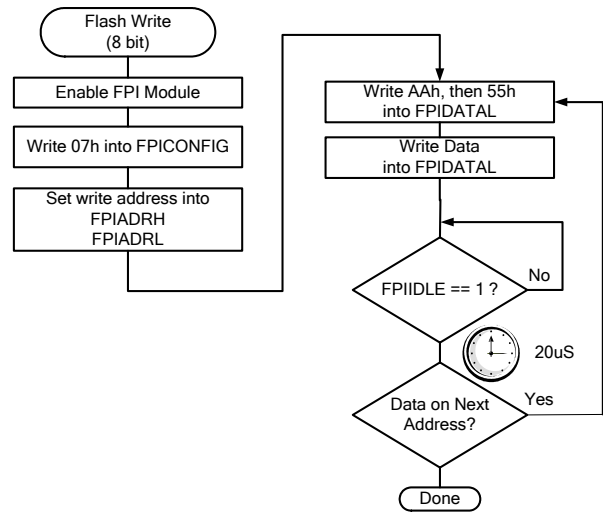 Flash Write
(8 bit)
Enable FPI Module
Write 07h into FPICONFIG
Set write address into
FPIADRH
FPIADRL
Write AAh, then 55h
into FPIDATAL
Write Data
into FPIDATAL
FPIIDLE == 1 ?
No
20uS
Data on Next
Address?
Yes
Done